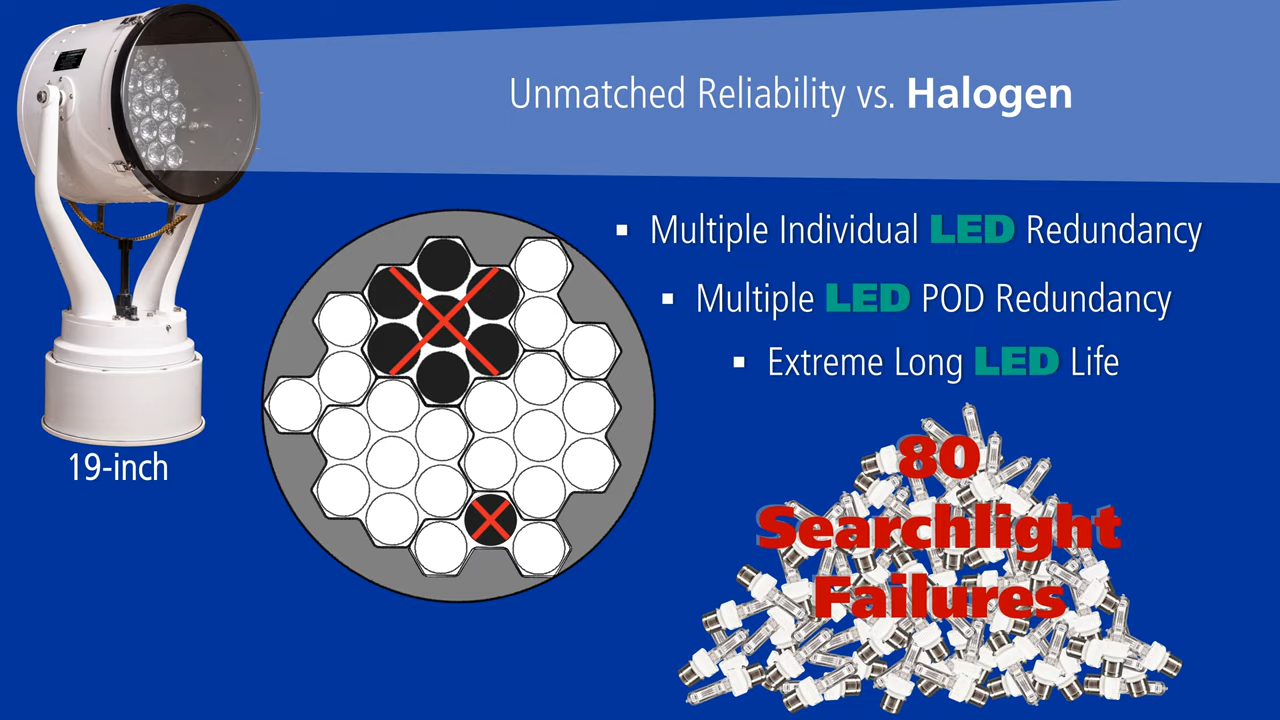 Unmatched Reliability vs. Halogen
▪ Multiple Individual LED Redundancy
▪ Multiple LED POD Redundancy
▪ Extreme Long LED Life
19-inch
80
Searchlight
Failures